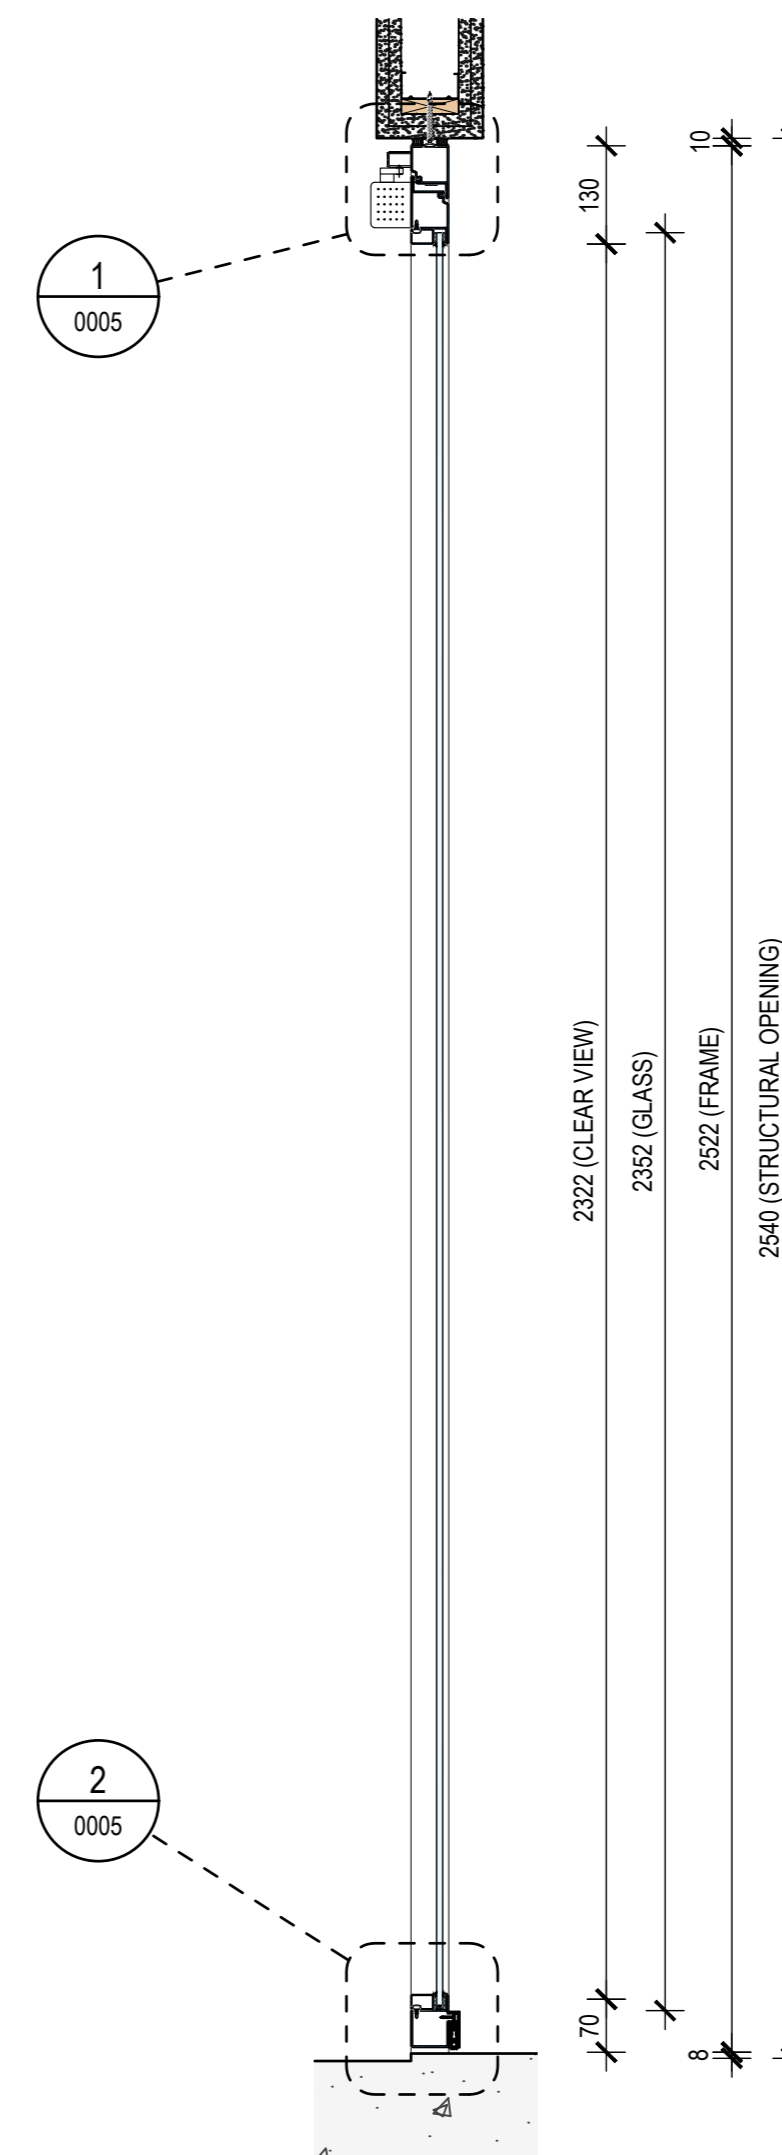 10
130
1
0005
2322 (CLEAR VIEW)
2352 (GLASS)
2522 (FRAME)
2540 (STRUCTURAL OPENING)
2
0005
70
8